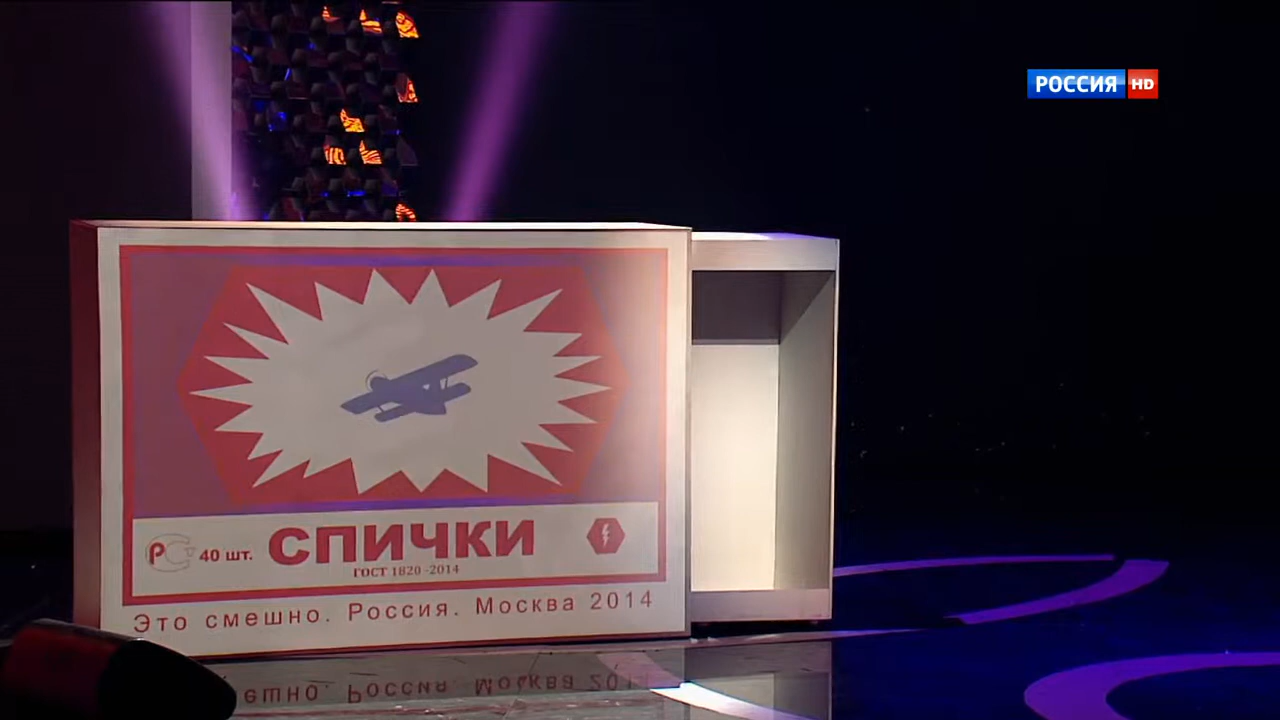 РОССИЯ HD
РС 40 шт. СПИЧКИ
ГОСТ 1820 -2014
Это смешно. Россия. Москва 2014